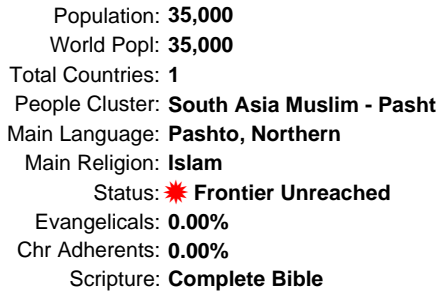 Population: 35,000
World Popl: 35,000
Total Countries: 1
People Cluster: South Asia Muslim - Pasht
Main Language: Pashto, Northern
Main Religion: Islam
Status: Frontier Unreached
Evangelicals: 0.00%
Chr Adherents: 0.00%
Scripture: Complete Bible